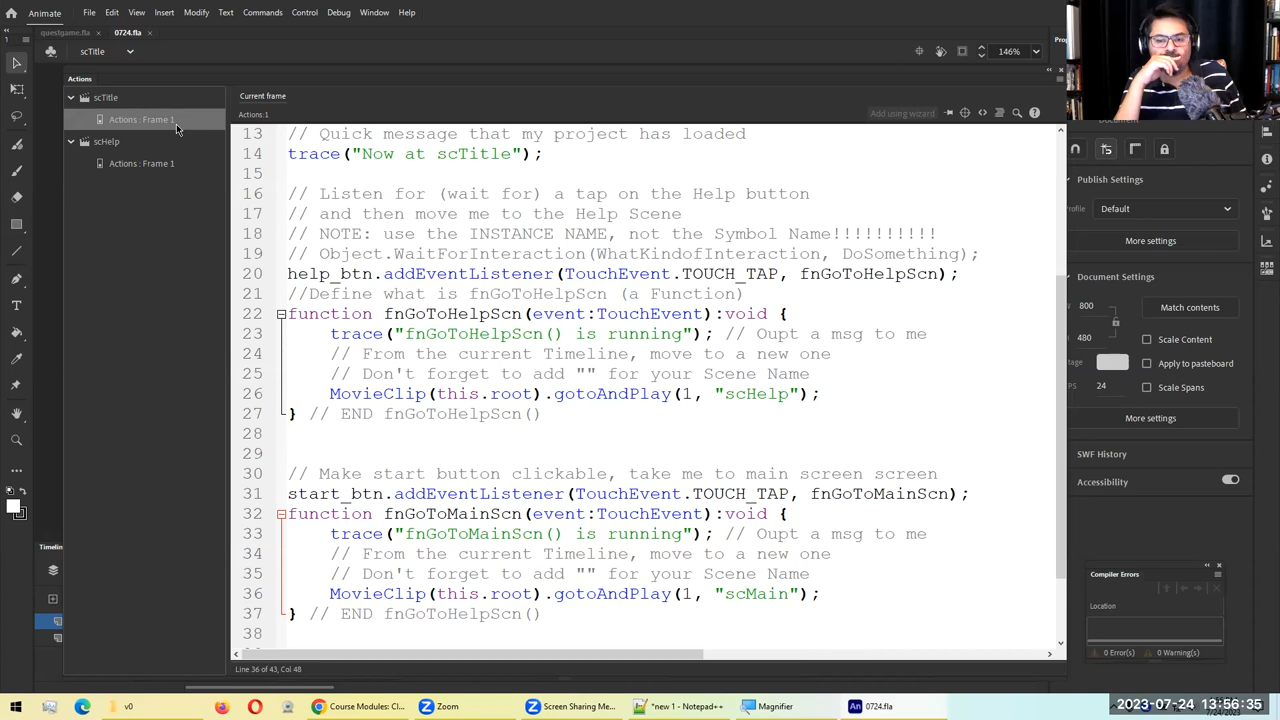 Animate File Edit View Insert Modify Text Commands Control Debug Window Help
questgame.fla × 0724.fla ×
scTitle 146%
Actions
scTitle
Actions : Frame 1
scHelp
Actions : Frame 1
Current frame
Actions:1 Add using wizard
13 // Quick message that my project has loaded
14 trace("Now at scTitle");
15
16 // Listen for (wait for) a tap on the Help button
17 // and then move me to the Help Scene
18 // NOTE: use the INSTANCE NAME, not the Symbol Name!!!!!!!!!!
19 // Object.WaitForInteraction(WhatKindofInteraction, DoSomething);
20 help_btn.addEventListener(TouchEvent.TOUCH_TAP, fnGoToHelpScn);
21 //Define what is fnGoToHelpScn (a Function)
22 function fnGoToHelpScn(event:TouchEvent):void {
23 trace("fnGoToHelpScn() is running"); // Oupt a msg to me
24 // From the current Timeline, move to a new one
25 // Don't forget to add "" for your Scene Name
26 MovieClip(this.root).gotoAndPlay(1, "scHelp");
27 } // END fnGoToHelpScn()
28
29
30 // Make start button clickable, take me to main screen screen
31 start_btn.addEventListener(TouchEvent.TOUCH_TAP, fnGoToMainScn);
32 function fnGoToMainScn(event:TouchEvent):void {
33 trace("fnGoToMainScn() is running"); // Oupt a msg to me
34 // From the current Timeline, move to a new one
35 // Don't forget to add "" for your Scene Name
36 MovieClip(this.root).gotoAndPlay(1, "scMain");
37 } // END fnGoToHelpScn()
38
Line 36 of 43, Col 48
Publish Settings
Default
More settings
Document Settings
800 Match contents
480 Scale Content
Apply to pasteboard
24 Scale Spans
More settings
SWF History
Accessibility
Compiler Errors
Location
0 Error(s) 0 Warning(s)
Timeline
v0 Course Modules: Cl... Zoom Screen Sharing Me... *new 1 - Notepad++ Magnifier 0724.fla
2023-07-24 13:56:35